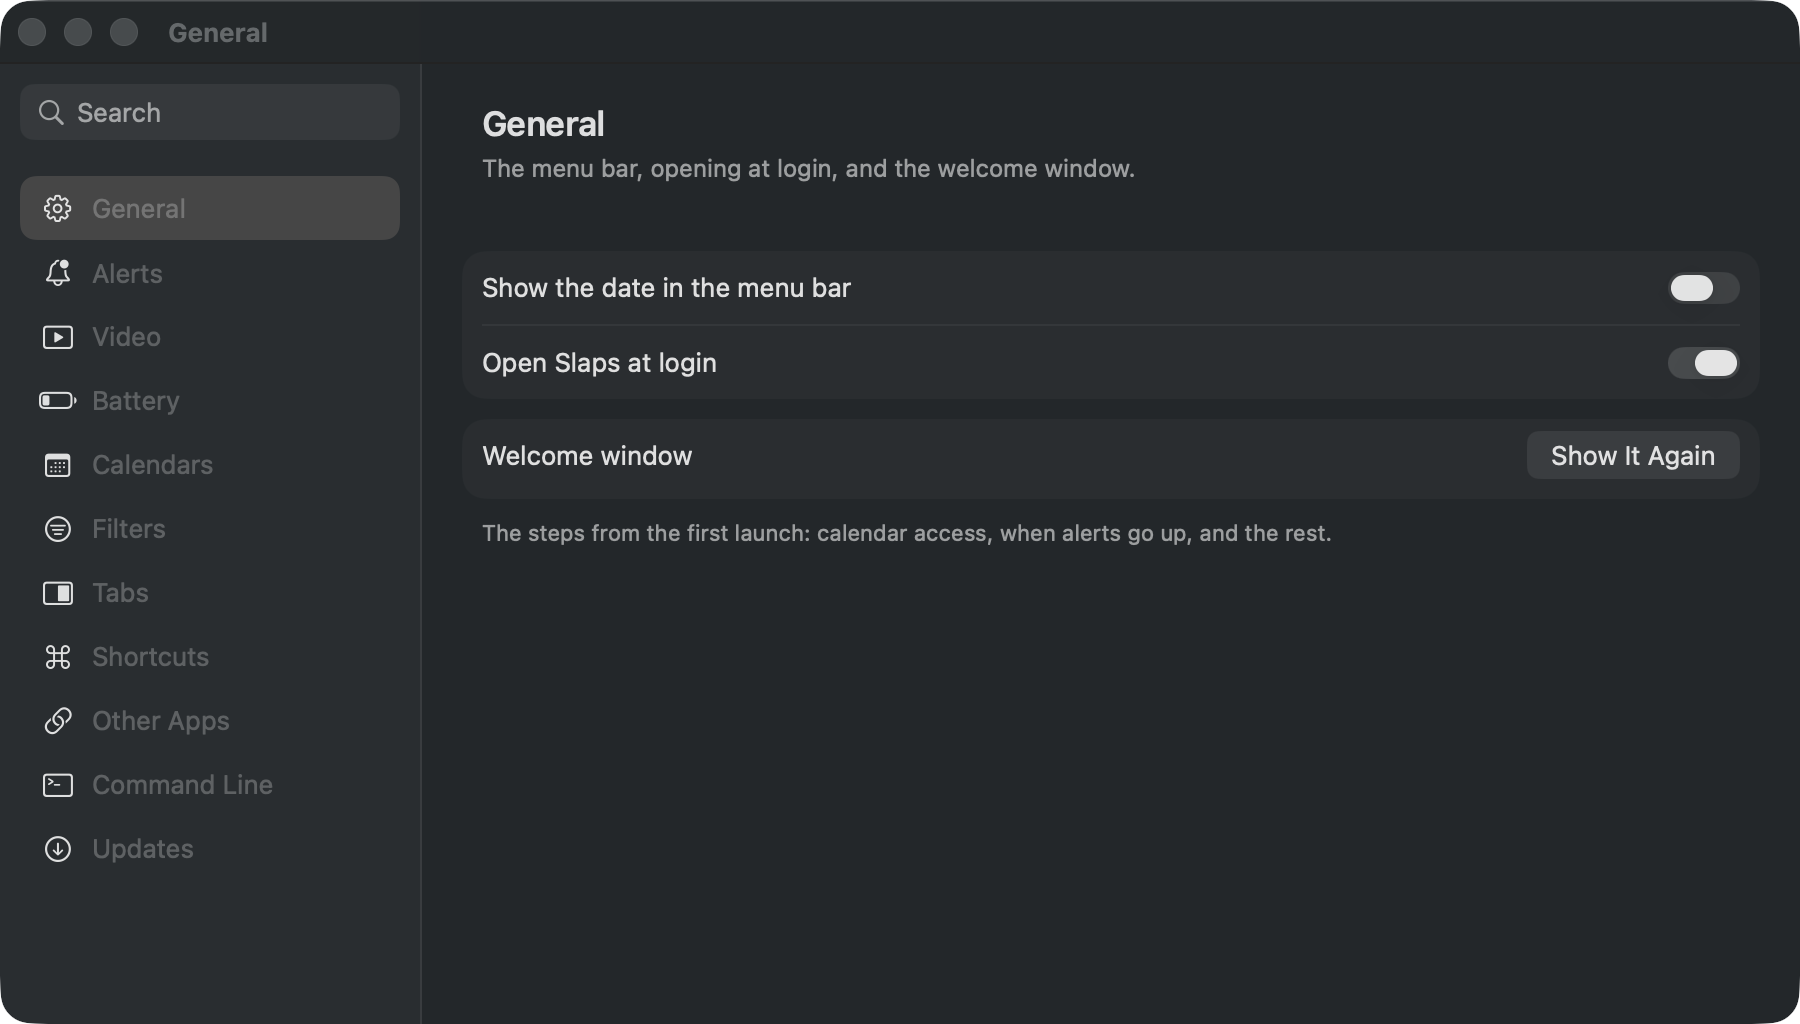 General
Search
General
Alerts
Video
Battery
Calendars
Filters
Tabs
Shortcuts
Other Apps
Command Line
Updates
General
The menu bar, opening at login, and the welcome window.
Show the date in the menu bar
Open Slaps at login
Welcome window
Show It Again
The steps from the first launch: calendar access, when alerts go up, and the rest.